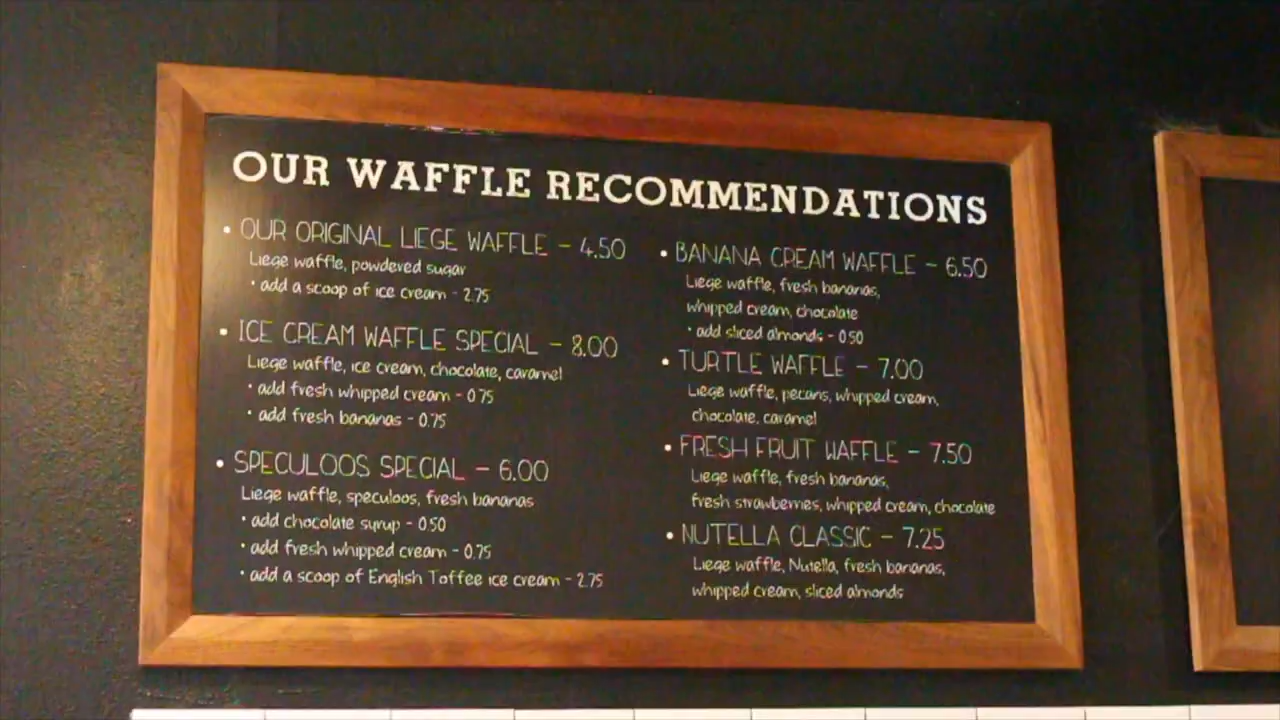 OUR WAFFLE RECOMMENDATIONS
• OUR ORIGINAL LIEGE WAFFLE - 4.50
Liege waffle, powdered sugar
• add a scoop of ice cream - 2.75
• ICE CREAM WAFFLE SPECIAL - 8.00
Liege waffle, ice cream, chocolate, caramel
• add fresh whipped cream - 0.75
• add fresh bananas - 0.75
• SPECULOOS SPECIAL - 6.00
Liege waffle, speculoos, fresh bananas
• add chocolate syrup - 0.50
• add fresh whipped cream - 0.75
• add a scoop of English Toffee ice cream - 2.75
• BANANA CREAM WAFFLE - 6.50
Liege waffle, fresh bananas,
whipped cream, chocolate
• add sliced almonds - 0.50
• TURTLE WAFFLE - 7.00
Liege waffle, pecans, whipped cream,
chocolate, caramel
• FRESH FRUIT WAFFLE - 7.50
Liege waffle, fresh bananas,
fresh strawberries, whipped cream, chocolate
• NUTELLA CLASSIC - 7.25
Liege waffle, Nutella, fresh bananas,
whipped cream, sliced almonds